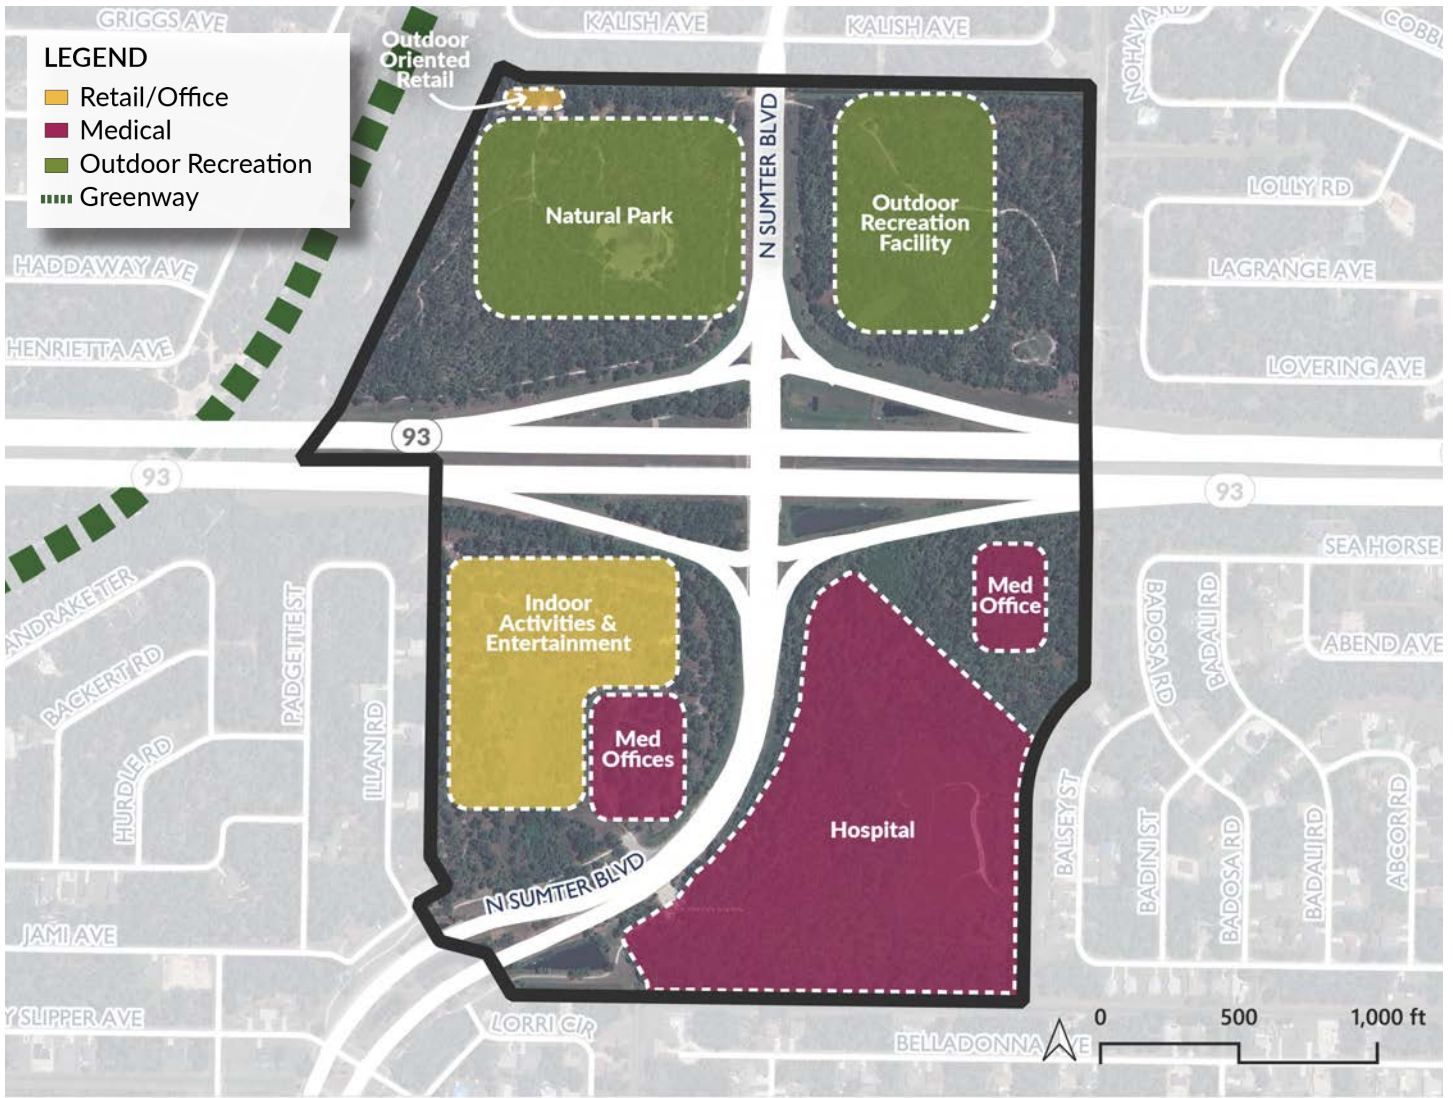 GRIGGS AVE
KALISH AVE
KALISH AVE
LEGEND
Retail/Office
Medical
Outdoor Recreation
Greenway
Outdoor
Oriented
Retail
N SUMTER BLVD
Natural Park
Outdoor
Recreation
Facility
LOLLY RD
LAGRANGE AVE
LOVERING AVE
HADDAWAY AVE
HENRIETTA AVE
93
93
93
SEA HORSE
ABEND AVE
BADOSA RD
BADALI RD
ANDRAKE TER
BACKERT RD
HURDLE RD
PADGETTE ST
ILLAN RD
Indoor
Activities &
Entertainment
Med
Offices
Med
Office
Hospital
N SUMTER BLVD
BALSEY ST
BADINI ST
BADOSA RD
BADALI RD
ABCOR RD
JAMI AVE
Y SLIPPER AVE
LORRI CIR
BELLADONNA AVE
0 500 1,000 ft